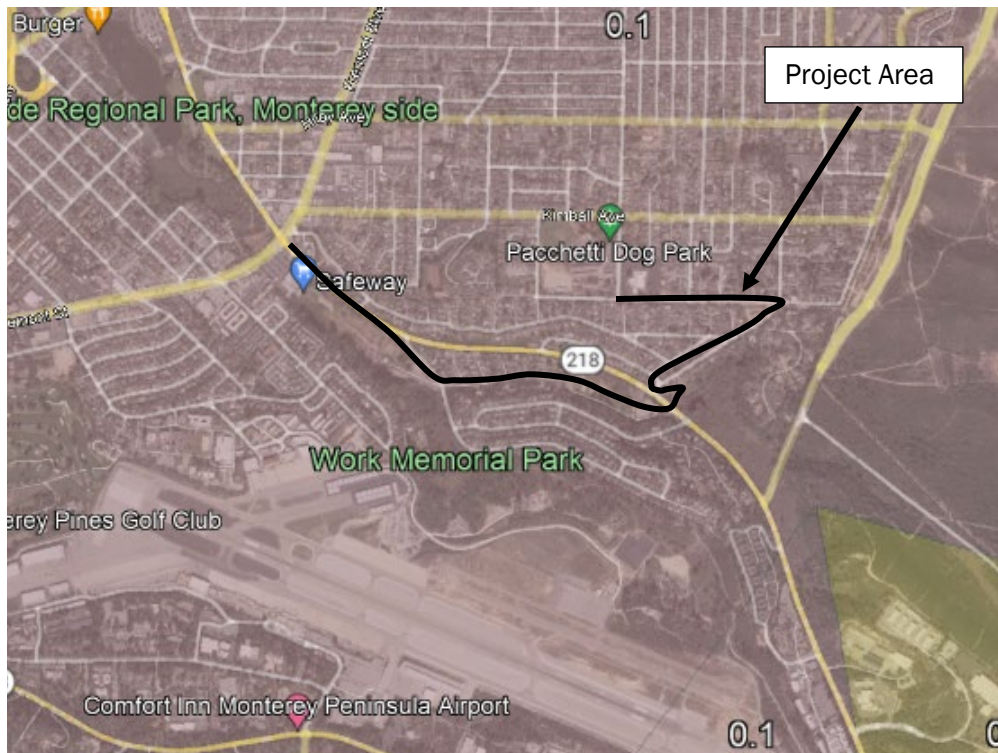 Burger
0.1
Project Area
de Regional Park, Monterey side
Kimball Ave
Pacchetti Dog Park
Safeway
218
Work Memorial Park
erey Pines Golf Club
Comfort Inn Monterey Peninsula Airport
0.1